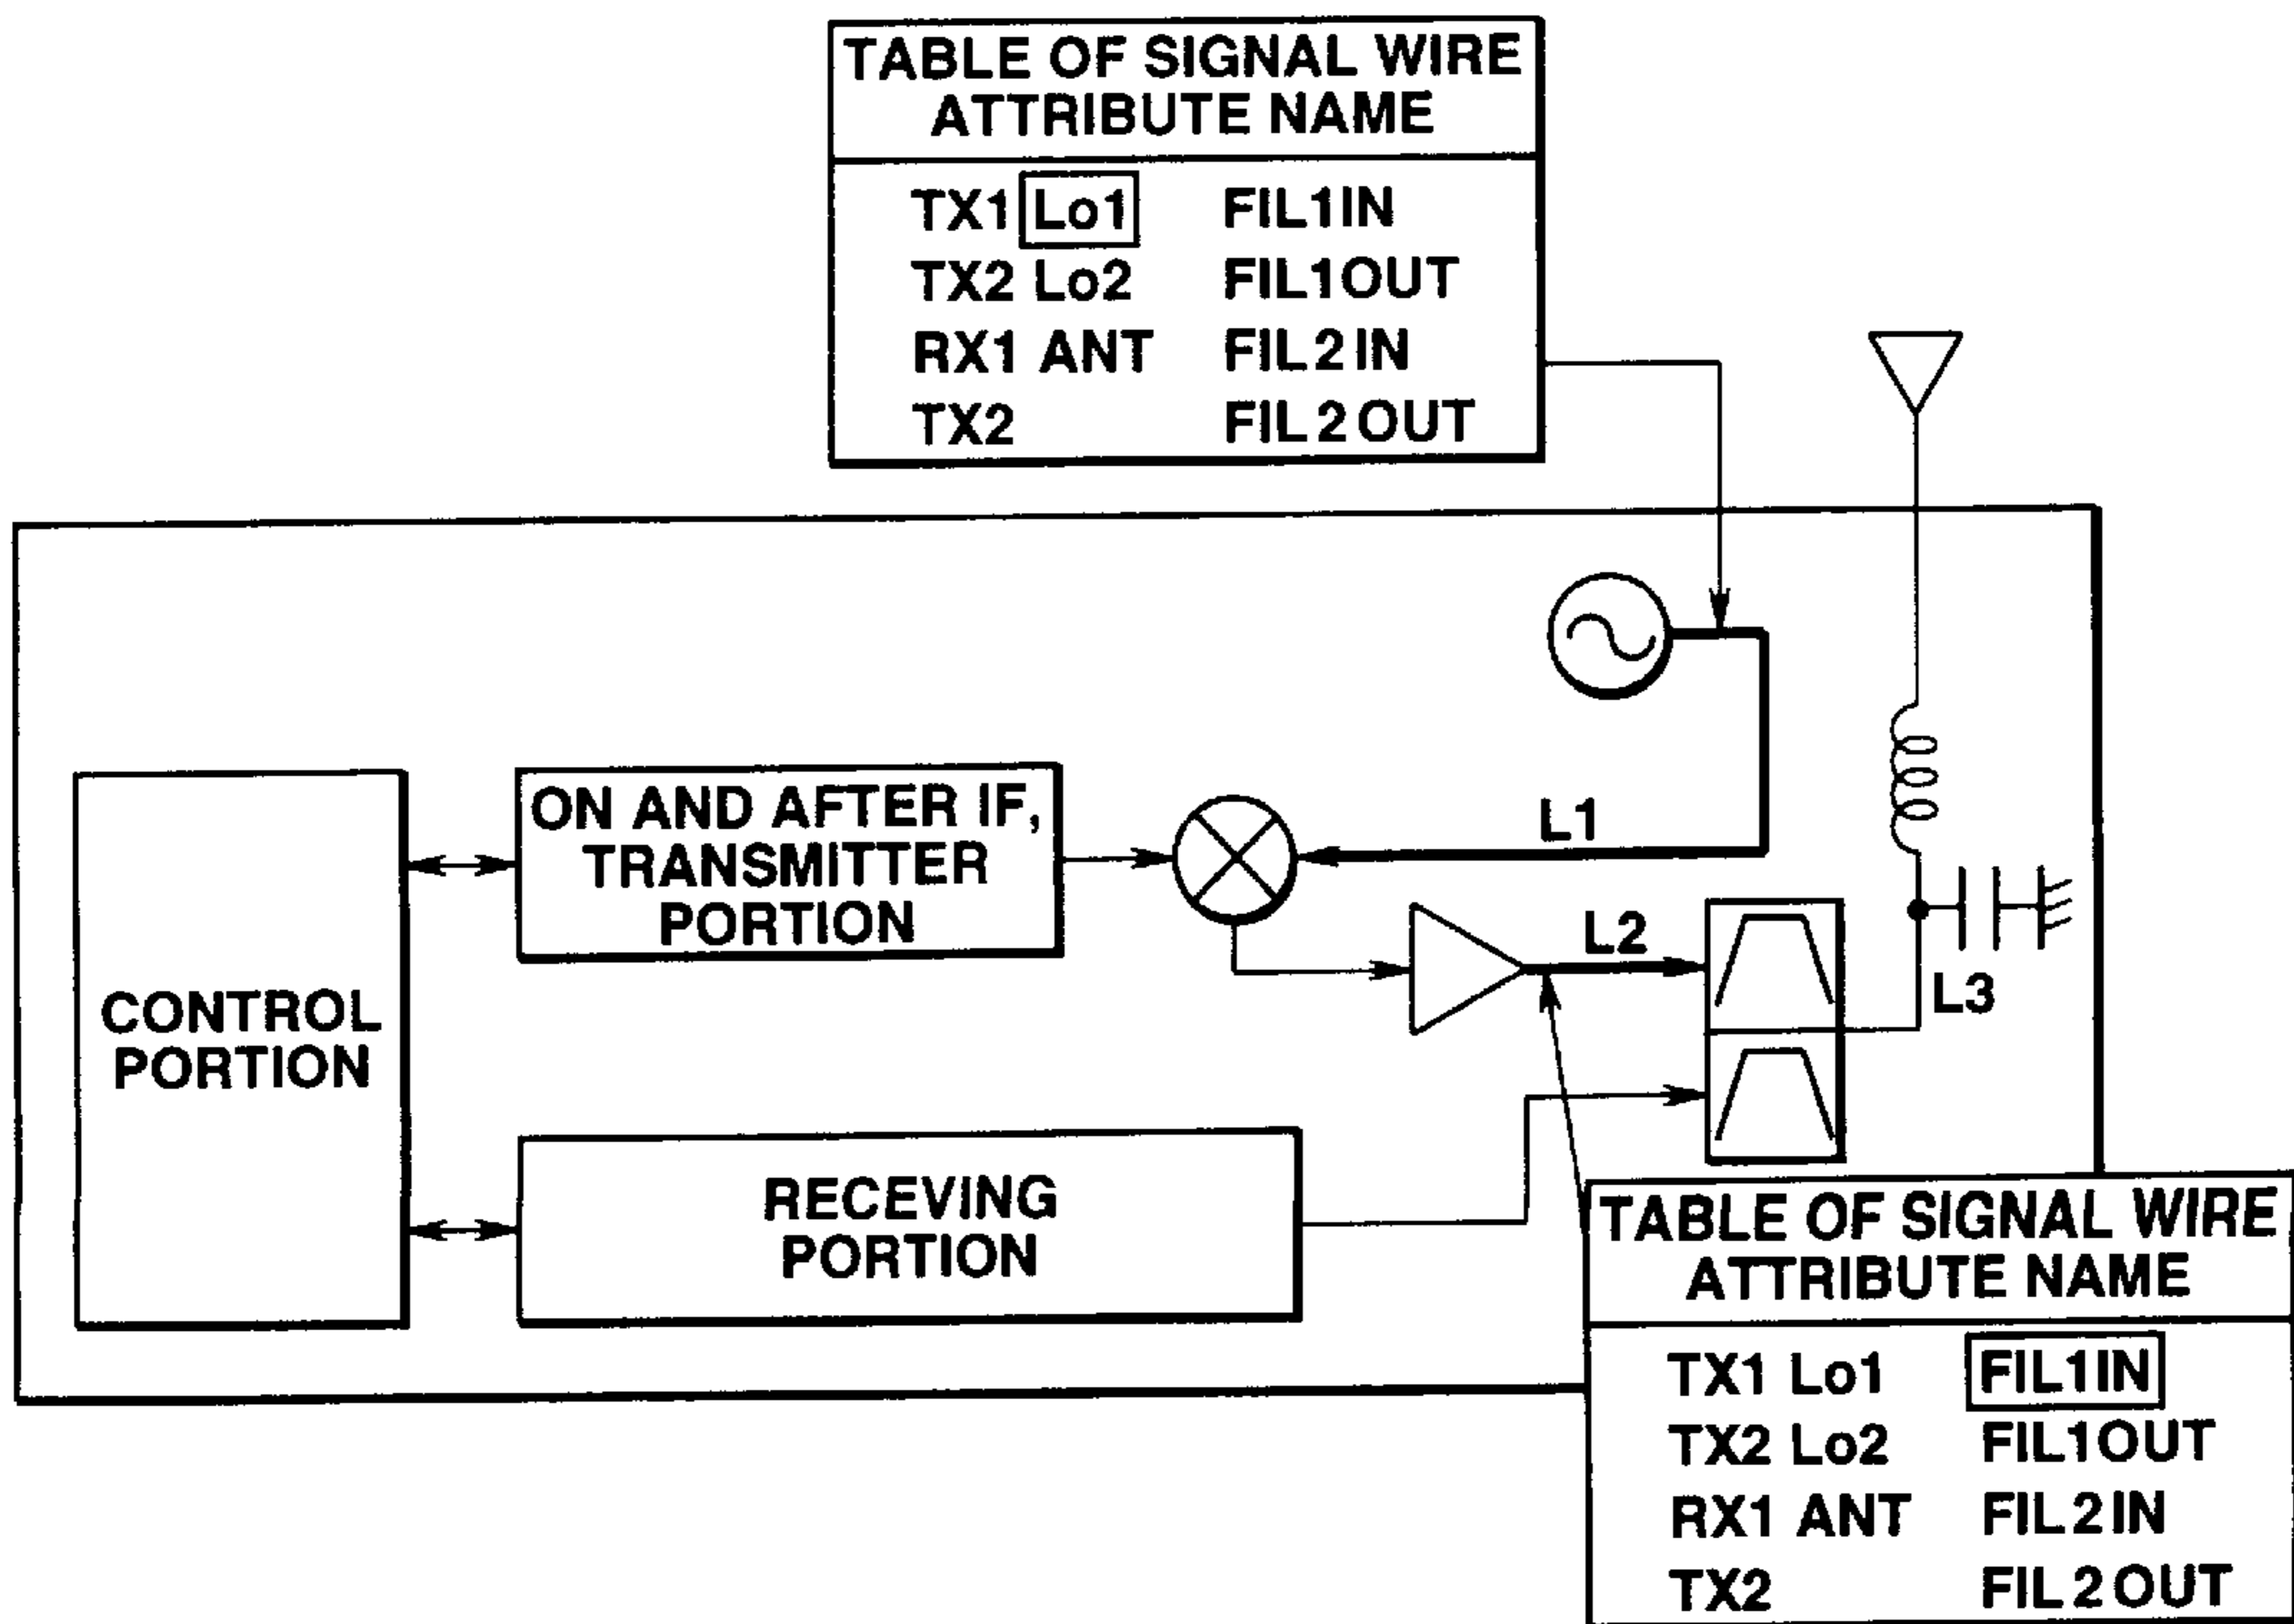 TABLE OF SIGNAL WIRE
ATTRIBUTE NAME
TX1 Lo1 FIL1IN
TX2 Lo2 FIL1OUT
RX1 ANT FIL2IN
TX2 FIL2OUT
ON AND AFTER IF,
TRANSMITTER
PORTION
L1
L2
L3
CONTROL
PORTION
RECEVING
PORTION
TABLE OF SIGNAL WIRE
ATTRIBUTE NAME
TX1 Lo1 FIL1IN
TX2 Lo2 FIL1OUT
RX1 ANT FIL2IN
TX2 FIL2OUT